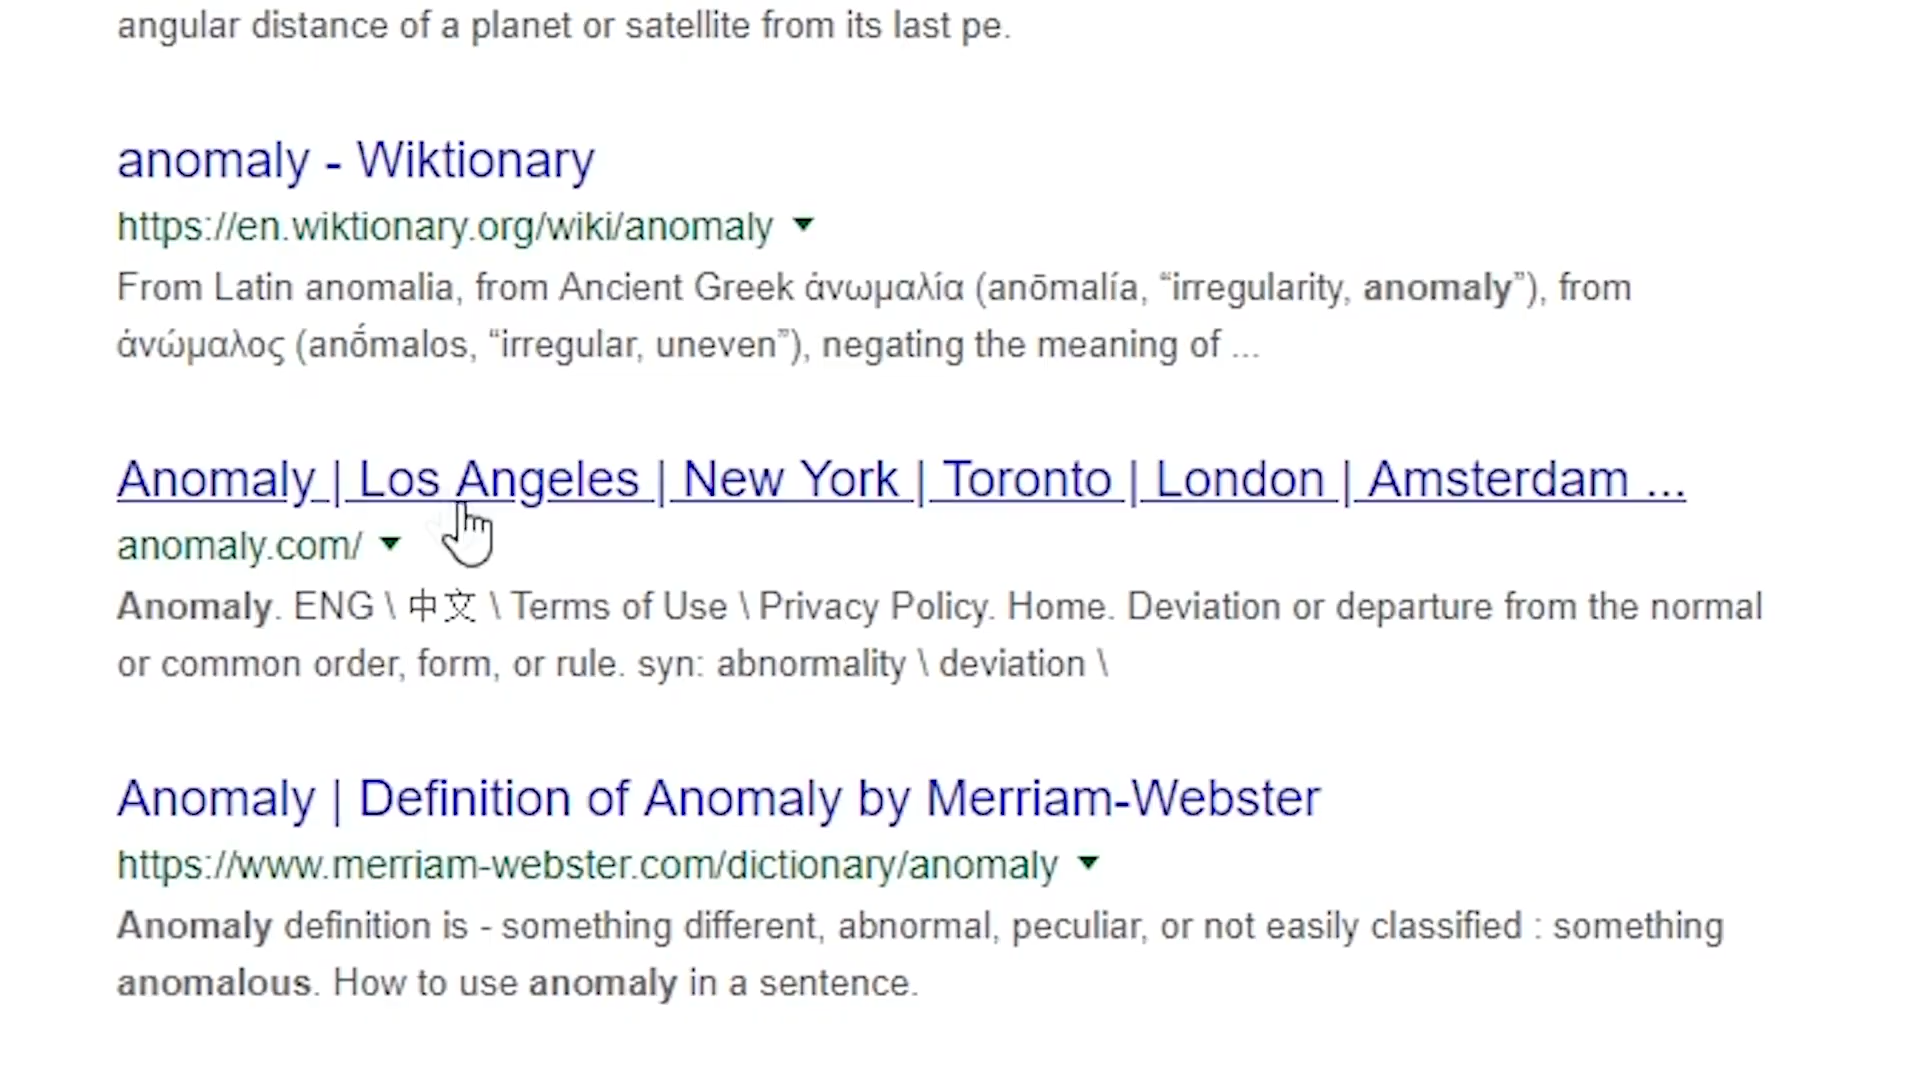 angular distance of a planet or satellite from its last pe.
anomaly - Wiktionary
https://en.wiktionary.org/wiki/anomaly
From Latin anomalia, from Ancient Greek ἀνωμαλία (anōmalía, “irregularity, anomaly”), from
ἀνώμαλος (anṓmalos, “irregular, uneven”), negating the meaning of ...
Anomaly | Los Angeles | New York | Toronto | London | Amsterdam ...
anomaly.com/
Anomaly. ENG \ 中文 \ Terms of Use \ Privacy Policy. Home. Deviation or departure from the normal
or common order, form, or rule. syn: abnormality \ deviation \
Anomaly | Definition of Anomaly by Merriam-Webster
https://www.merriam-webster.com/dictionary/anomaly
Anomaly definition is - something different, abnormal, peculiar, or not easily classified : something
anomalous. How to use anomaly in a sentence.